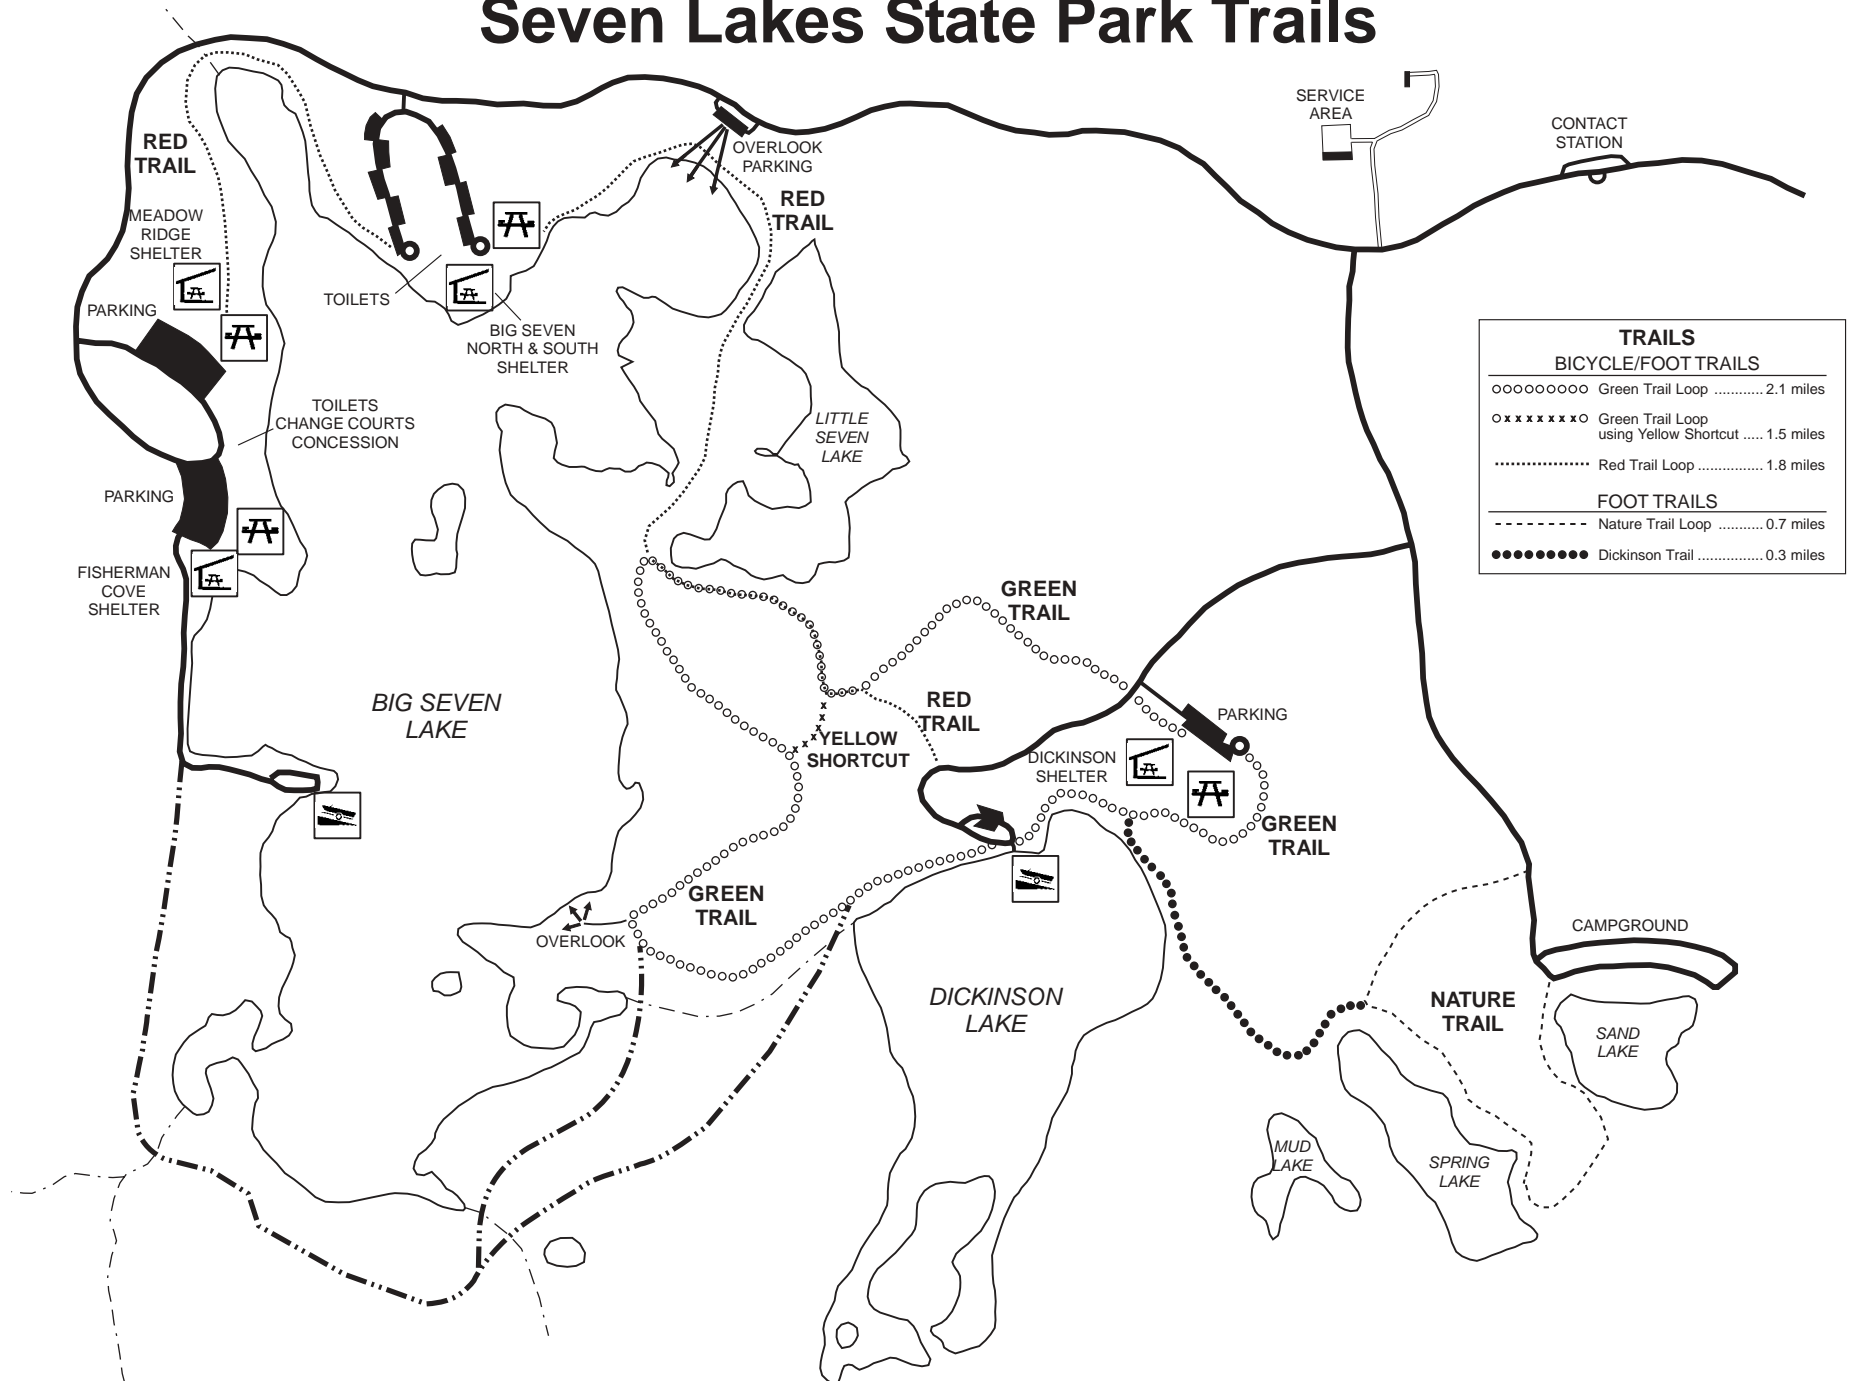 Seven Lakes State Park Trails
SERVICE
AREA
CONTACT
STATION
RED
TRAIL
OVERLOOK
PARKING
RED
TRAIL
MEADOW
RIDGE
SHELTER
PARKING
TOILETS
BIG SEVEN
NORTH & SOUTH
SHELTER
TOILETS
CHANGE COURTS
CONCESSION
LITTLE
SEVEN
LAKE
PARKING
FISHERMAN
COVE
SHELTER
TRAILS
BICYCLE/FOOT TRAILS
Green Trail Loop ............ 2.1 miles
Green Trail Loop
using Yellow Shortcut ..... 1.5 miles
Red Trail Loop ................ 1.8 miles
FOOT TRAILS
Nature Trail Loop ........... 0.7 miles
Dickinson Trail ................ 0.3 miles
GREEN
TRAIL
BIG SEVEN
LAKE
RED
TRAIL
PARKING
YELLOW
SHORTCUT
DICKINSON
SHELTER
GREEN
TRAIL
GREEN
TRAIL
OVERLOOK
CAMPGROUND
DICKINSON
LAKE
NATURE
TRAIL
SAND
LAKE
MUD
LAKE
SPRING
LAKE